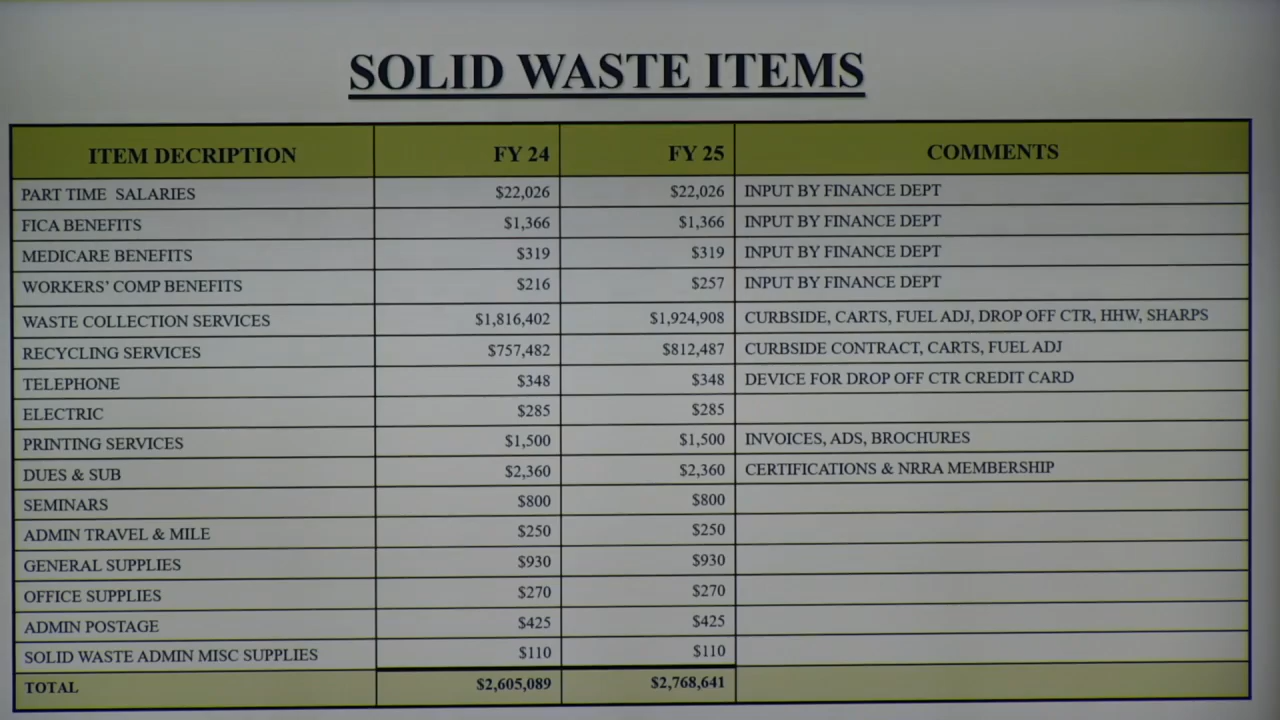 SOLID WASTE ITEMS
ITEM DECRIPTION FY 24 FY 25 COMMENTS
PART TIME SALARIES $22,026 $22,026 INPUT BY FINANCE DEPT
FICA BENEFITS $1,366 $1,366 INPUT BY FINANCE DEPT
MEDICARE BENEFITS $319 $319 INPUT BY FINANCE DEPT
WORKERS' COMP BENEFITS $216 $257 INPUT BY FINANCE DEPT
WASTE COLLECTION SERVICES $1,816,402 $1,924,908 CURBSIDE, CARTS, FUEL ADJ, DROP OFF CTR, HHW, SHARPS
RECYCLING SERVICES $757,482 $812,487 CURBSIDE CONTRACT, CARTS, FUEL ADJ
TELEPHONE $348 $348 DEVICE FOR DROP OFF CTR CREDIT CARD
ELECTRIC $285 $285
PRINTING SERVICES $1,500 $1,500 INVOICES, ADS, BROCHURES
DUES & SUB $2,360 $2,360 CERTIFICATIONS & NRRA MEMBERSHIP
SEMINARS $800 $800
ADMIN TRAVEL & MILE $250 $250
GENERAL SUPPLIES $930 $930
OFFICE SUPPLIES $270 $270
ADMIN POSTAGE $425 $425
SOLID WASTE ADMIN MISC SUPPLIES $110 $110
TOTAL $2,605,089 $2,768,641